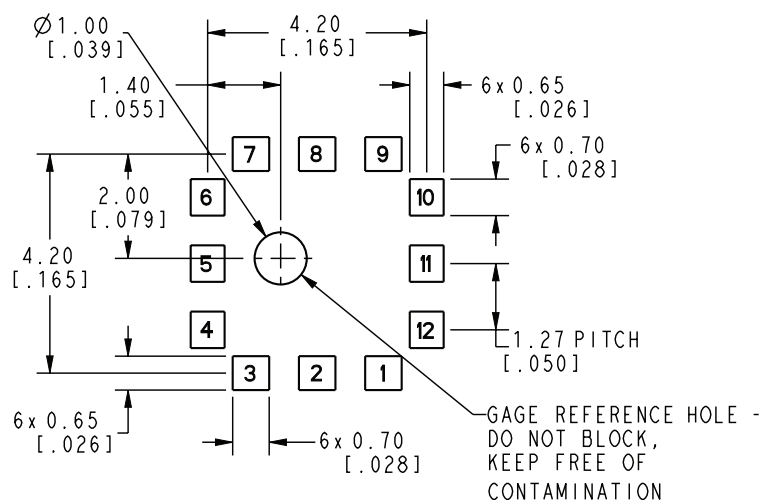 Ø1.00
[.039]
4.20
[.165]
1.40
[.055]
6x 0.65
[.026]
6x 0.70
[.028]
7
8
9
6
10
2.00
[.079]
5
11
4.20
[.165]
4
12
1.27 PITCH
[.050]
3
2
1
6x 0.65
[.026]
6x 0.70
[.028]
GAGE REFERENCE HOLE -
DO NOT BLOCK,
KEEP FREE OF
CONTAMINATION